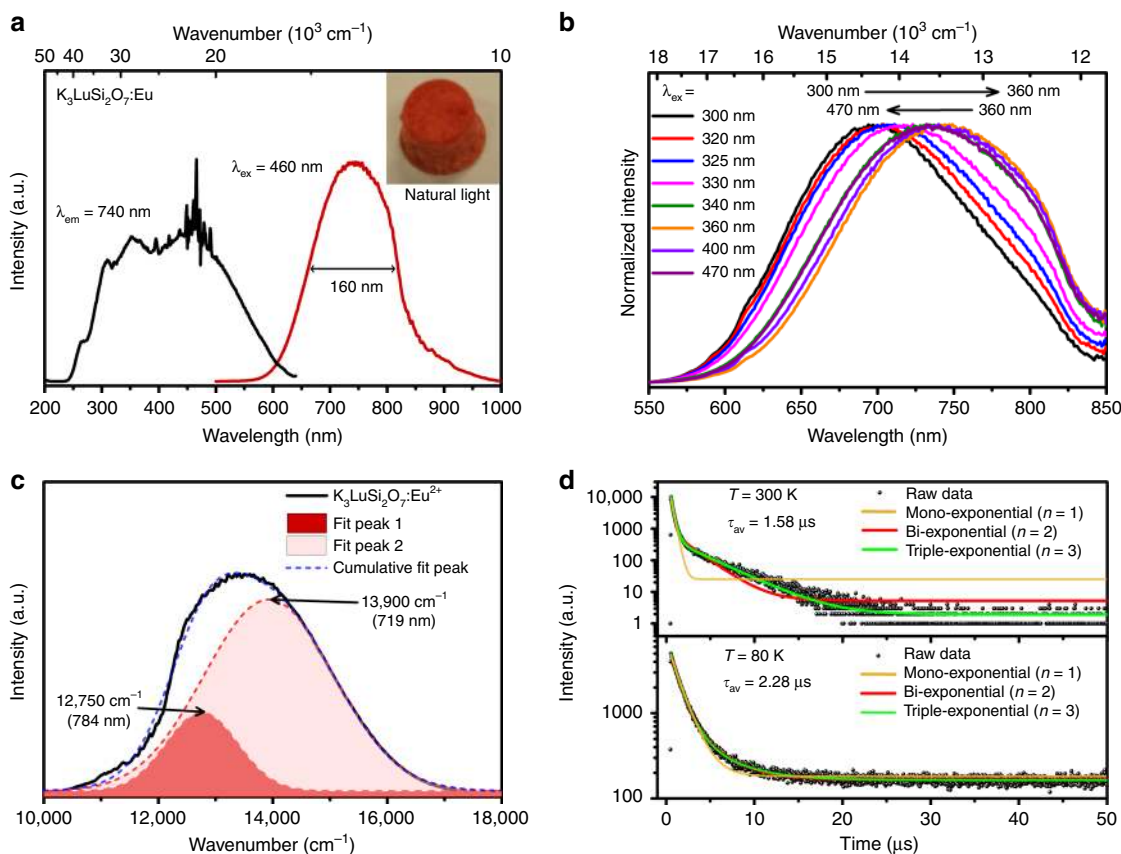 a
Wavenumber (10³ cm⁻¹)
50 40 30 20 10
K₃LuSi₂O₇:Eu
λex = 460 nm
λem = 740 nm
Natural light
160 nm
Intensity (a.u.)
200 300 400 500 600 700 800 900 1000
Wavelength (nm)
b
Wavenumber (10³ cm⁻¹)
18 17 16 15 14 13 12
λex =
300 nm 360 nm
470 nm 360 nm
300 nm
320 nm
325 nm
330 nm
340 nm
360 nm
400 nm
470 nm
Normalized intensity
550 600 650 700 750 800 850
Wavelength (nm)
c
K₃LuSi₂O₇:Eu²⁺
Fit peak 1
Fit peak 2
Cumulative fit peak
13,900 cm⁻¹
(719 nm)
12,750 cm⁻¹
(784 nm)
Intensity (a.u.)
10,000 12,000 14,000 16,000 18,000
Wavenumber (cm⁻¹)
d
10,000
1000
100
10
1
T = 300 K
τav = 1.58 μs
Raw data
Mono-exponential (n = 1)
Bi-exponential (n = 2)
Triple-exponential (n = 3)
Intensity (a.u.)
1000
100
T = 80 K
τav = 2.28 μs
Raw data
Mono-exponential (n = 1)
Bi-exponential (n = 2)
Triple-exponential (n = 3)
0 5 10 15 20 25 30 35 40 45 50
Time (μs)